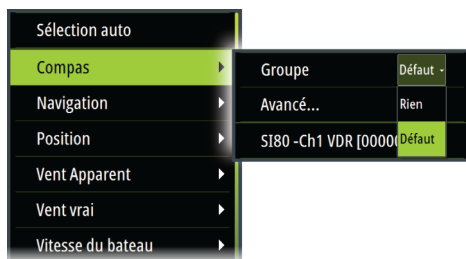 Sélection auto
Compas
Navigation
Position
Vent Apparent
Vent vrai
Vitesse du bateau
Groupe Défaut
Avancé... Rien
SI80 -Ch1 VDR [0000 Défaut